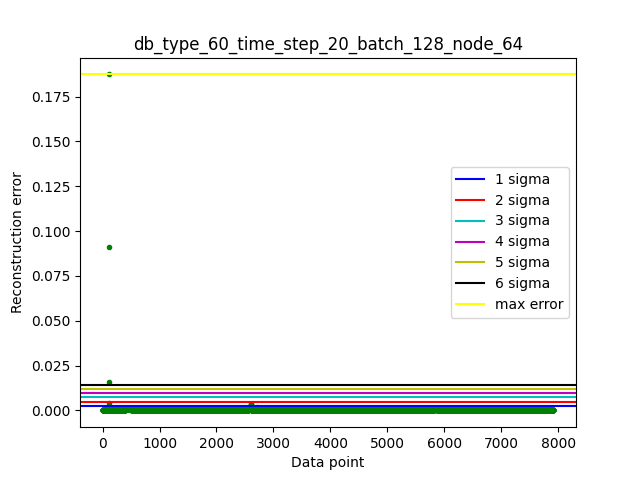 db_type_60_time_step_20_batch_128_node_64
Reconstruction error
0.175
0.150
0.125
0.100
0.075
0.050
0.025
0.000
1 sigma
2 sigma
3 sigma
4 sigma
5 sigma
6 sigma
max error
0 1000 2000 3000 4000 5000 6000 7000 8000
Data point